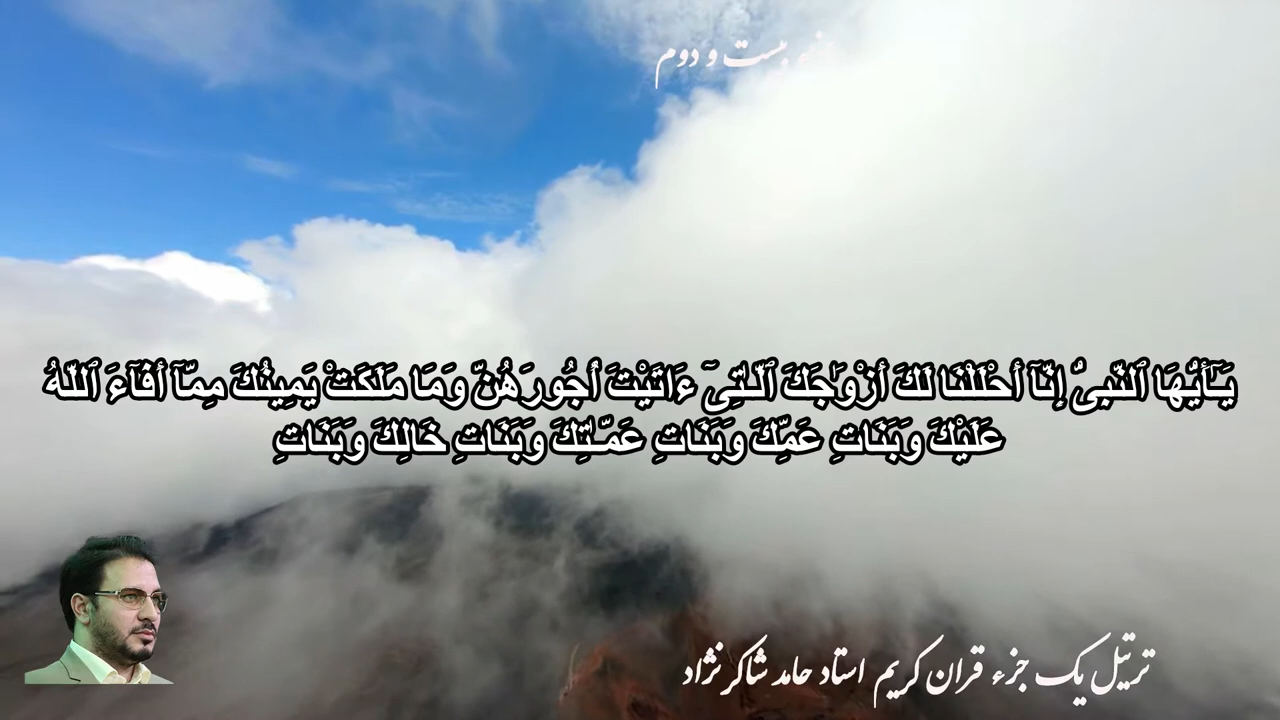 جزء بیست و دوم
يَـٰٓأَيُّهَا ٱلنَّبِىُّ إِنَّآ أَحْلَلْنَا لَكَ أَزْوَٰجَكَ ٱلَّـٰتِىٓ ءَاتَيْتَ أُجُورَهُنَّ وَمَا مَلَكَتْ يَمِينُكَ مِمَّآ أَفَآءَ ٱللَّهُ
عَلَيْكَ وَبَنَاتِ عَمِّكَ وَبَنَاتِ عَمَّـٰتِكَ وَبَنَاتِ خَالِكَ وَبَنَاتِ
ترتیل یک جزء قران کریم استاد حامد شاکرنژاد